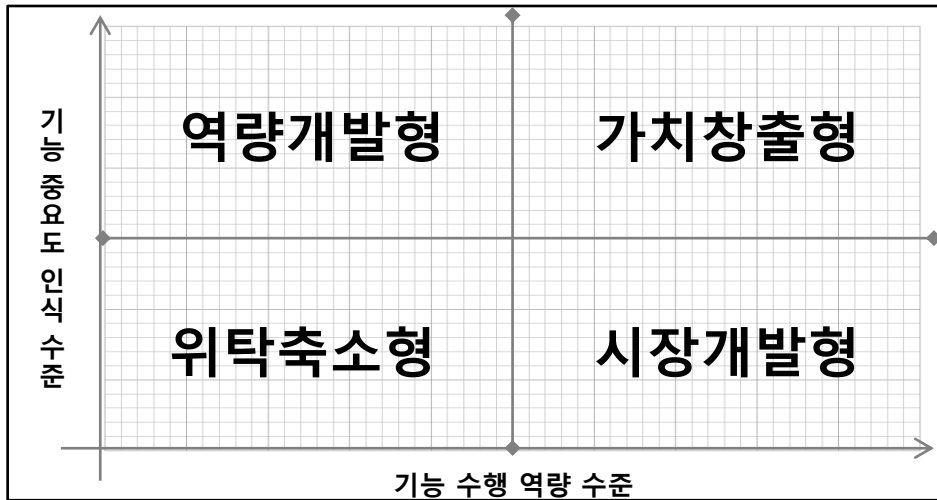 기능 중요도 인식 수준
역량개발형
가치창출형
위탁축소형
시장개발형
기능 수행 역량 수준